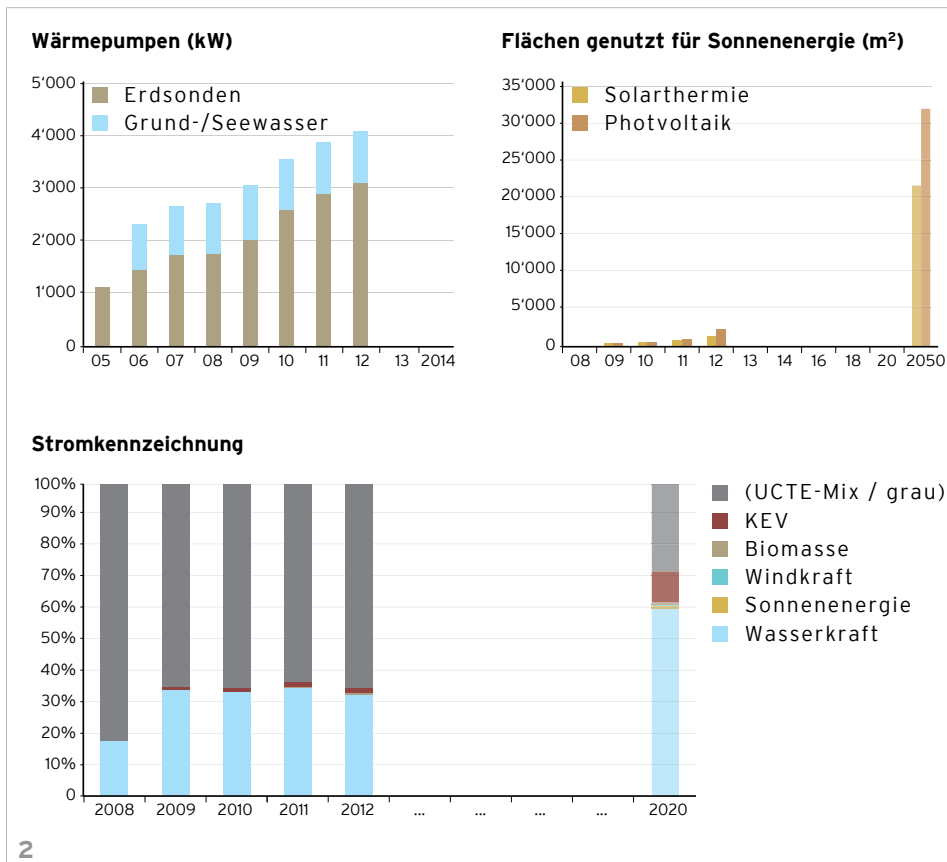 Wärmepumpen (kW)
5‘000
4‘000
3‘000
2‘000
1‘000
0
Erdsonden
Grund-/Seewasser
05 06 07 08 09 10 11 12 13 2014
Flächen genutzt für Sonnenenergie (m²)
35‘000
30‘000
25‘000
20‘000
15‘000
10‘000
5‘000
0
Solarthermie
Photvoltaik
08 09 10 11 12 13 14 16 18 20 2050
Stromkennzeichnung
100%
90%
80%
70%
60%
50%
40%
30%
20%
10%
0
2008 2009 2010 2011 2012 ... ... ... ... 2020
(UCTE-Mix / grau)
KEV
Biomasse
Windkraft
Sonnenenergie
Wasserkraft
2